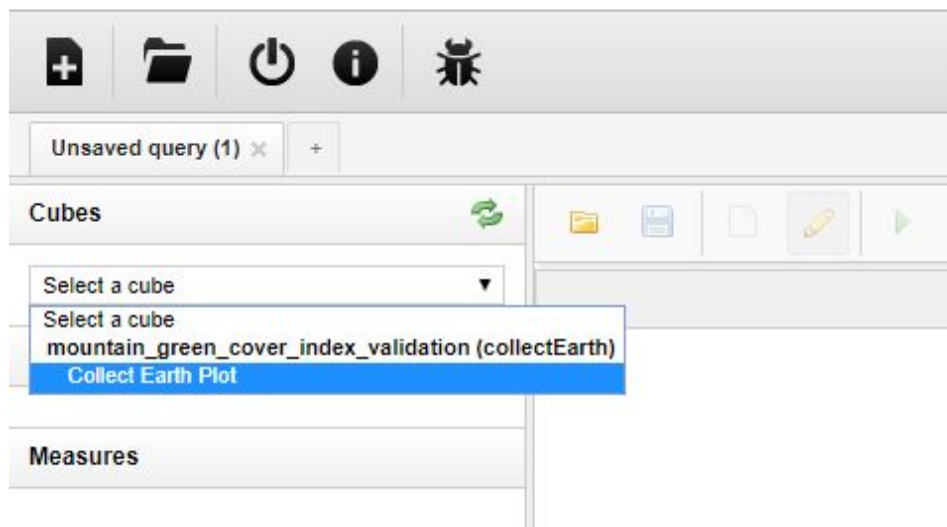 Unsaved query (1)
+
Cubes
Select a cube
Select a cube
mountain_green_cover_index_validation (collectEarth)
Collect Earth Plot
Measures